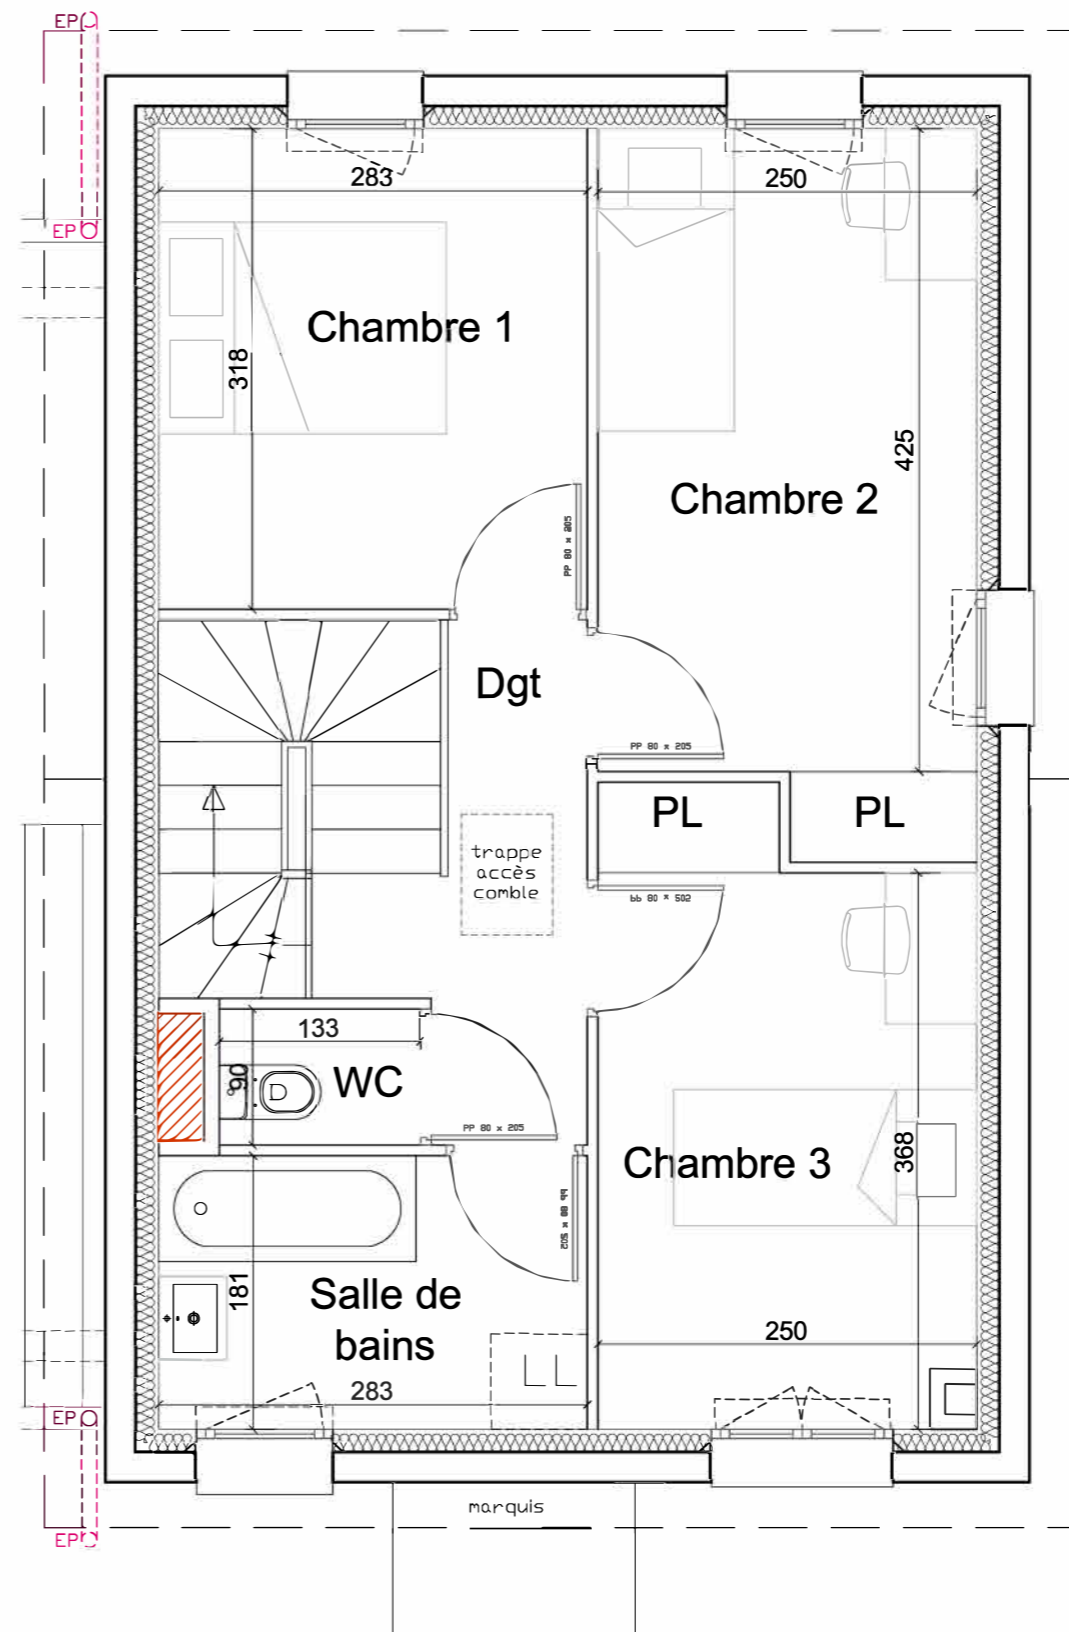 EP
EP
283
250
Chambre 1
318
425
Chambre 2
PP 80 x 205
Dgt
PP 80 x 205
PL
PL
trappe
accès
comble
PP 80 x 205
133
90
WC
PP 80 x 205
Chambre 3
368
PP 80 x 205
181
Salle de
bains
250
LL
283
EP
marquis
EP